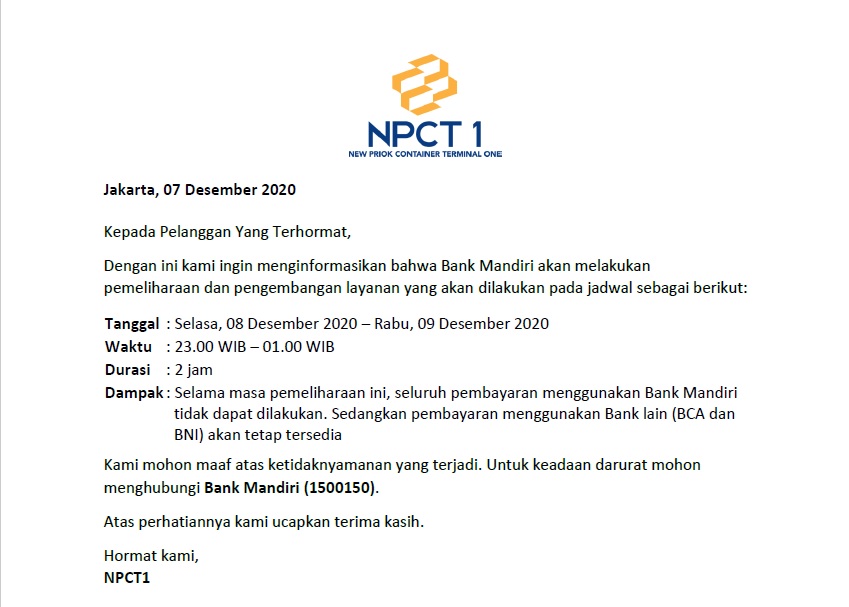 NPCT 1
NEW PRIOK CONTAINER TERMINAL ONE
Jakarta, 07 Desember 2020
Kepada Pelanggan Yang Terhormat,
Dengan ini kami ingin menginformasikan bahwa Bank Mandiri akan melakukan
pemeliharaan dan pengembangan layanan yang akan dilakukan pada jadwal sebagai berikut:
Tanggal : Selasa, 08 Desember 2020 – Rabu, 09 Desember 2020
Waktu : 23.00 WIB – 01.00 WIB
Durasi : 2 jam
Dampak : Selama masa pemeliharaan ini, seluruh pembayaran menggunakan Bank Mandiri
tidak dapat dilakukan. Sedangkan pembayaran menggunakan Bank lain (BCA dan
BNI) akan tetap tersedia
Kami mohon maaf atas ketidaknyamanan yang terjadi. Untuk keadaan darurat mohon
menghubungi Bank Mandiri (1500150).
Atas perhatiannya kami ucapkan terima kasih.
Hormat kami,
NPCT1